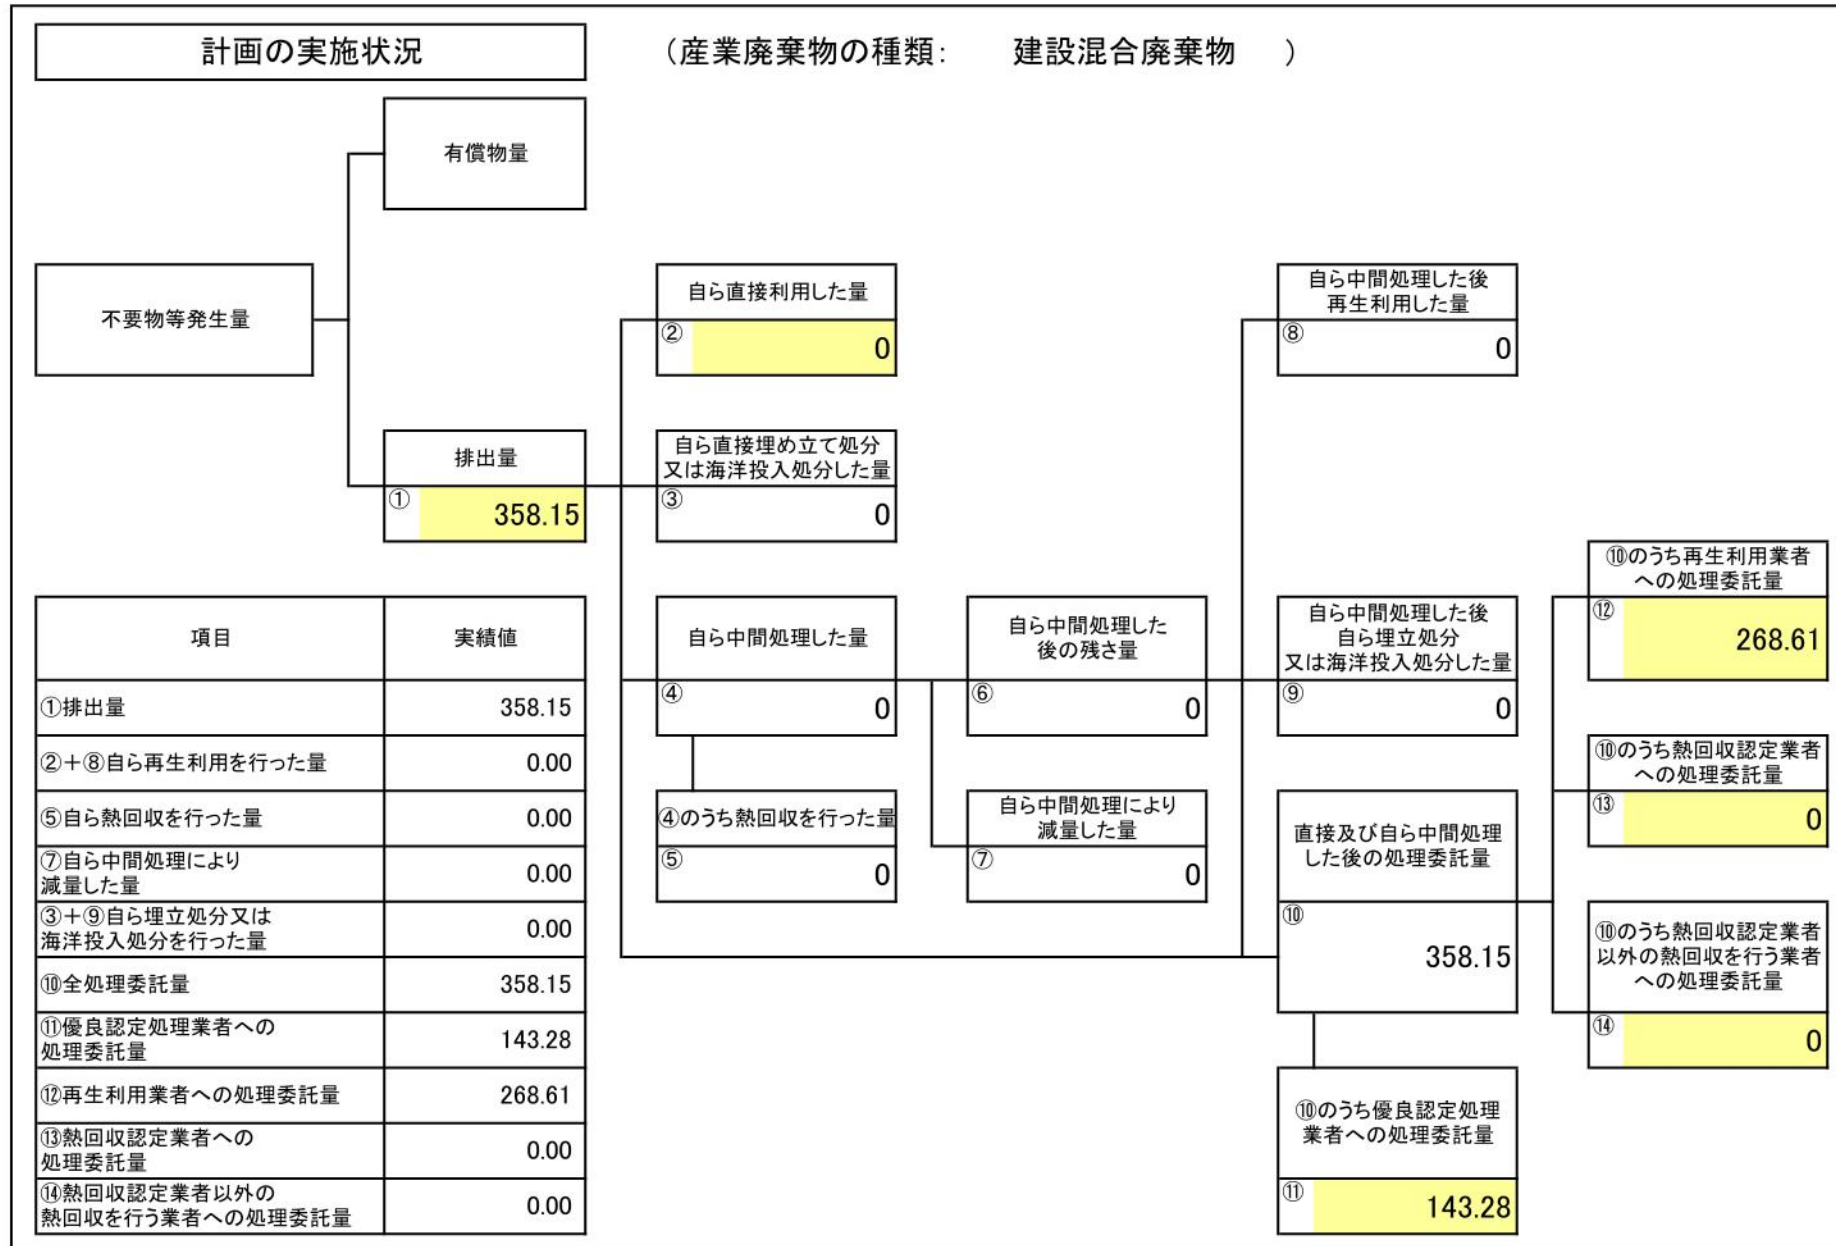 計画の実施状況
（産業廃棄物の種類： 建設混合廃棄物 ）
有償物量
不要物等発生量
自ら直接利用した量
②
0
自ら中間処理した後
再生利用した量
⑧
0
排出量
①
358.15
自ら直接埋め立て処分
又は海洋投入処分した量
③
0
⑩のうち再生利用業者
への処理委託量
⑫
268.61
自ら中間処理した量
④
0
自ら中間処理した
後の残さ量
⑥
0
自ら中間処理した後
自ら埋立処分
又は海洋投入処分した量
⑨
0
⑩のうち熱回収認定業者
への処理委託量
⑬
0
④のうち熱回収を行った量
⑤
0
自ら中間処理により
減量した量
⑦
0
直接及び自ら中間処理
した後の処理委託量
⑩
358.15
⑩のうち熱回収認定業者
以外の熱回収を行う業者
への処理委託量
⑭
0
⑩のうち優良認定処理
業者への処理委託量
⑪
143.28
項目 実績値
①排出量 358.15
②＋⑧自ら再生利用を行った量 0.00
⑤自ら熱回収を行った量 0.00
⑦自ら中間処理により
減量した量 0.00
③＋⑨自ら埋立処分又は
海洋投入処分を行った量 0.00
⑩全処理委託量 358.15
⑪優良認定処理業者への
処理委託量 143.28
⑫再生利用業者への処理委託量 268.61
⑬熱回収認定業者への
処理委託量 0.00
⑭熱回収認定業者以外の
熱回収を行う業者への処理委託量 0.00